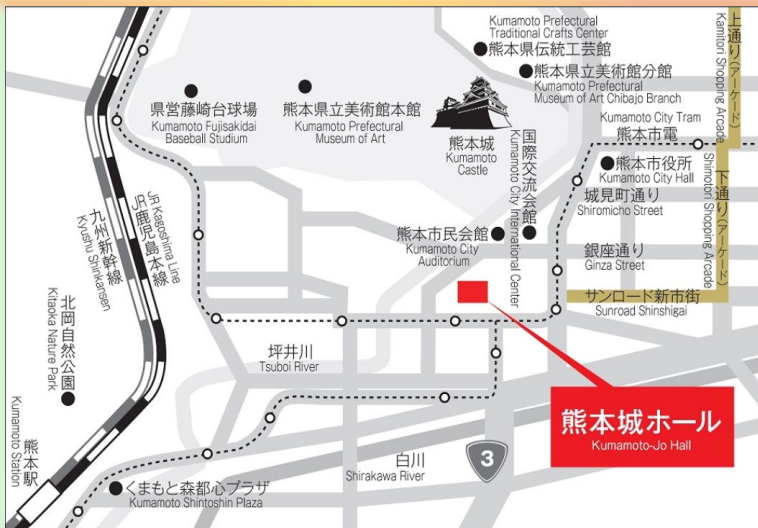 Kumamoto Prefectural
Traditional Crafts Center
熊本県伝統工芸館
熊本県立美術館分館
Kumamoto Prefectural
Museum of Art Chibajo Branch
上通り(アーケード)
Kamitori Shopping Arcade
県営藤崎台球場
Kumamoto Fujisakidai
Baseball Studium
熊本県立美術館本館
Kumamoto Prefectural
Museum of Art
熊本城
Kumamoto
Castle
国際交流会館
Kumamoto City International Center
Kumamoto City Tram
熊本市電
熊本市役所
Kumamoto City Hall
城見町通り
Shiromicho Street
下通り(アーケード)
Shimotori Shopping Arcade
熊本市民会館
Kumamoto City
Auditorium
銀座通り
Ginza Street
サンロード新市街
Sunroad Shinshigai
JR Kagoshima Line
JR鹿児島本線
九州新幹線
Kyushu Shinkansen
北岡自然公園
Kitaoka Nature Park
坪井川
Tsuboi River
熊本城ホール
Kumamoto-Jo Hall
熊本駅
Kumamoto Station
白川
Shirakawa River
3
くまもと森都心プラザ
Kumamoto Shintoshin Plaza